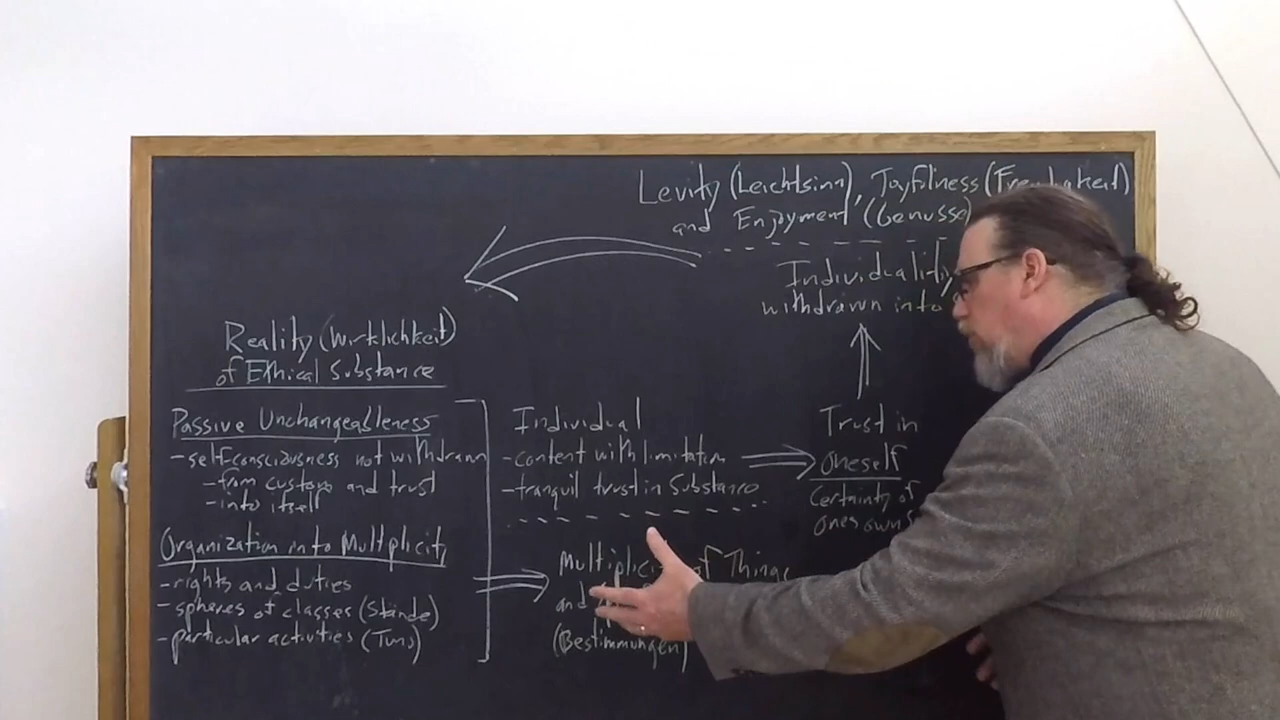 Levity (Leichtsinn), Joyfulness (Freu
and Enjoyment (Genusse)
Individuality
withdrawn into
Reality (Wirklichkeit)
of Ethical Substance
Passive Unchangeableness
- self-consciousness not withdrawn
- from custom and trust
- into itself
Organization into Multiplicity
- rights and duties
- spheres of classes (Stände)
- particular activities (Tuns)
Individual
- content with limitation
- tranquil trust in Substance
Multiplici of Things
and
(Bestimmungen)
Trust in
oneself
Certainty of
ones own